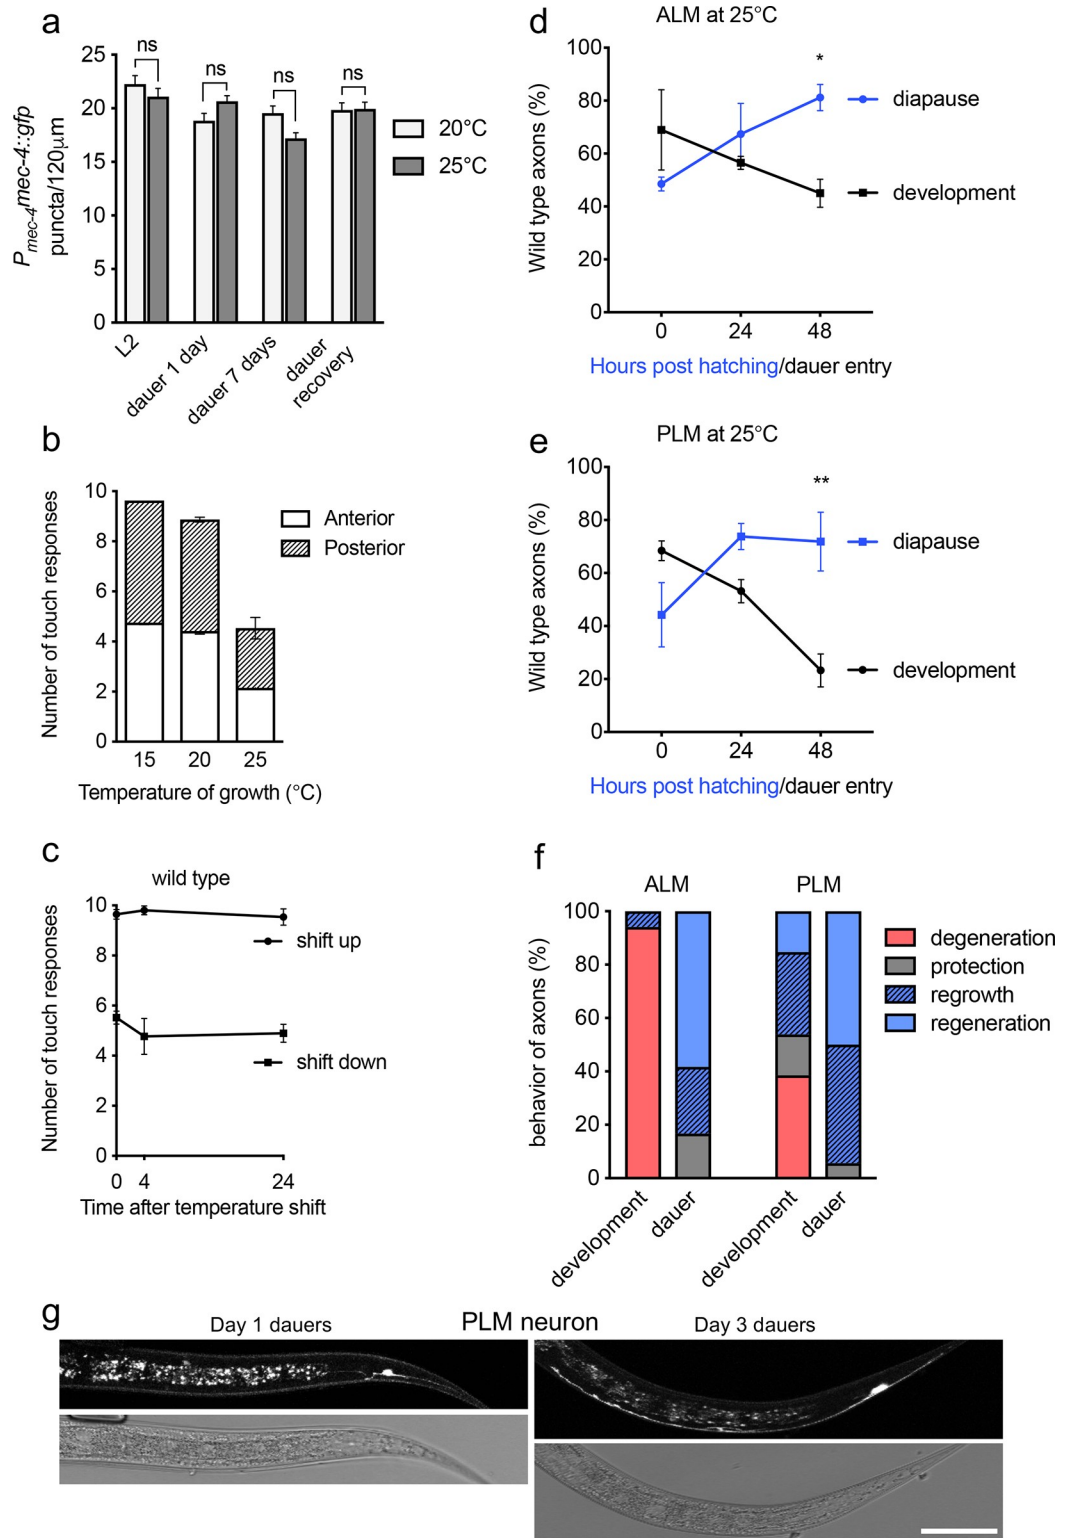 a
ns
ns
ns
ns
25
20
15
10
5
0
Pmec-4mec-4::gfp
puncta/120µm
20°C
25°C
L2
dauer 1 day
dauer 7 days
dauer
recovery
b
10
8
6
4
2
0
Number of touch responses
Anterior
Posterior
15 20 25
Temperature of growth (°C)
c
wild type
10
8
6
4
2
0
Number of touch responses
shift up
shift down
0 4 24
Time after temperature shift
d
ALM at 25°C
100
80
60
40
20
0
Wild type axons (%)
*
diapause
development
0 24 48
Hours post hatching/dauer entry
e
PLM at 25°C
100
80
60
40
20
0
Wild type axons (%)
**
diapause
development
0 24 48
Hours post hatching/dauer entry
f
ALM PLM
100
80
60
40
20
0
behavior of axons (%)
degeneration
protection
regrowth
regeneration
development
dauer
development
dauer
g
PLM neuron
Day 1 dauers
Day 3 dauers